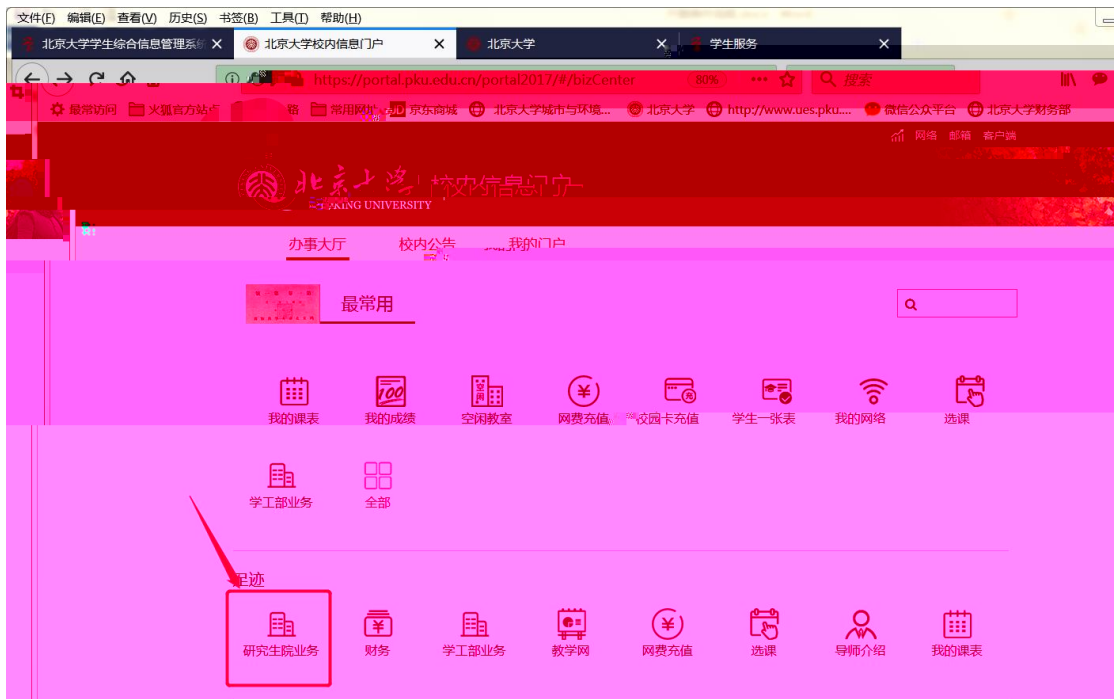 文件(F) 编辑(E) 查看(V) 历史(S) 书签(B) 工具(T) 帮助(H)
北京大学学生综合信息管理系统 北京大学校内信息门户 北京大学 学生服务
https://portal.pku.edu.cn/portal2017/#/bizCenter 80% 搜索
最常访问 火狐官方站点 常用网址 JD 京东商城 北京大学城市与环境... 北京大学 http://www.ues.pku.... 微信公众平台 北京大学财务部
网络 邮箱 客户端
北京大学 校内信息门户
PEKING UNIVERSITY
办事大厅 校内公告 我的门户
最常用
我的课表 我的成绩 空闲教室 网费充值 校园卡充值 学生一张表 我的网络 选课
学工部业务 全部
足迹
研究生院业务 财务 学工部业务 教学网 网费充值 选课 导师介绍 我的课表